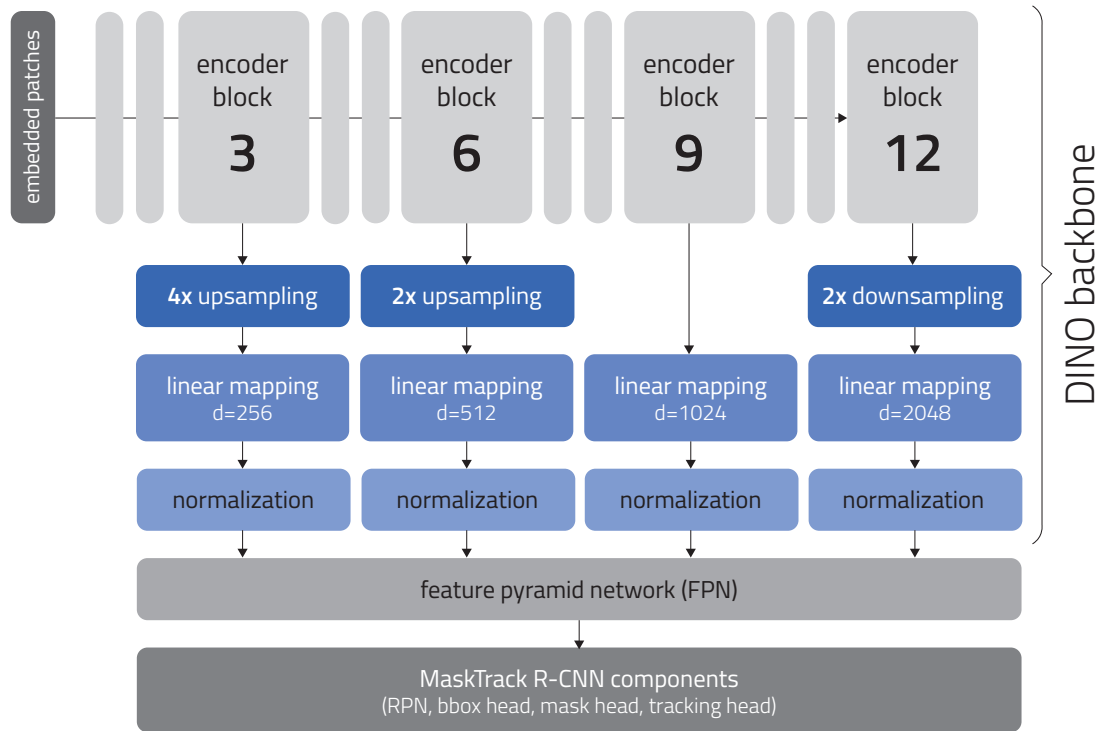 embedded patches
encoder
block
3
encoder
block
6
encoder
block
9
encoder
block
12
4x upsampling
2x upsampling
2x downsampling
linear mapping
d=256
linear mapping
d=512
linear mapping
d=1024
linear mapping
d=2048
normalization
normalization
normalization
normalization
DINO backbone
feature pyramid network (FPN)
MaskTrack R-CNN components
(RPN, bbox head, mask head, tracking head)